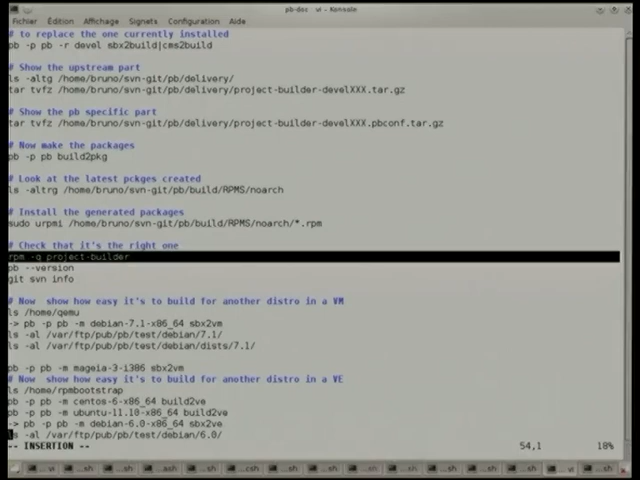 pb-doc : vi - Konsole
Fichier Édition Affichage Signets Configuration Aide
# to replace the one currently installed
pb -p pb -r devel sbx2build|cms2build
# Show the upstream part
ls -altg /home/bruno/svn-git/pb/delivery/
tar tvfz /home/bruno/svn-git/pb/delivery/project-builder-develXXX.tar.gz
# Show the pb specific part
tar tvfz /home/bruno/svn-git/pb/delivery/project-builder-develXXX.pbconf.tar.gz
# Now make the packages
pb -p pb build2pkg
# Look at the latest pckges created
ls -altrg /home/bruno/svn-git/pb/build/RPMS/noarch
# Install the generated packages
sudo urpmi /home/bruno/svn-git/pb/build/RPMS/noarch/*.rpm
# Check that it's the right one
rpm -q project-builder
pb --version
git svn info
# Now  show how easy it's to build for another distro in a VM
ls /home/qemu
-> pb -p pb -m debian-7.1-x86_64 sbx2vm
ls -al /var/ftp/pub/pb/test/debian/7.1/
ls -al /var/ftp/pub/pb/test/debian/dists/7.1/
pb -p pb -m mageia-3-i386 sbx2vm
# Now  show how easy it's to build for another distro in a VE
ls /home/rpmbootstrap
pb -p pb -m centos-6-x86_64 build2ve
pb -p pb -m ubuntu-11.10-x86_64 build2ve
-> pb -p pb -m debian-6.0-x86_64 sbx2ve
ls -al /var/ftp/pub/pb/test/debian/6.0/
-- INSERTION -- 54,1 18%